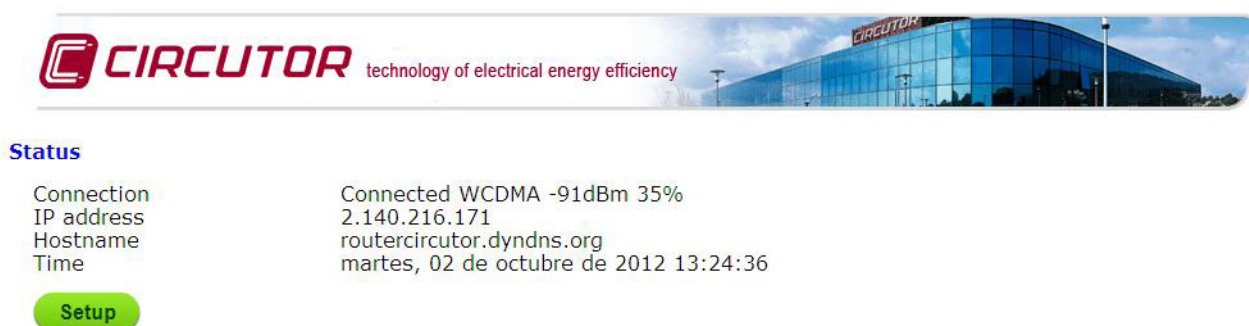 CIRCUTOR technology of electrical energy efficiency
CIRCUTOR
Status
Connection Connected WCDMA -91dBm 35%
IP address 2.140.216.171
Hostname routercircutor.dyndns.org
Time martes, 02 de octubre de 2012 13:24:36
Setup